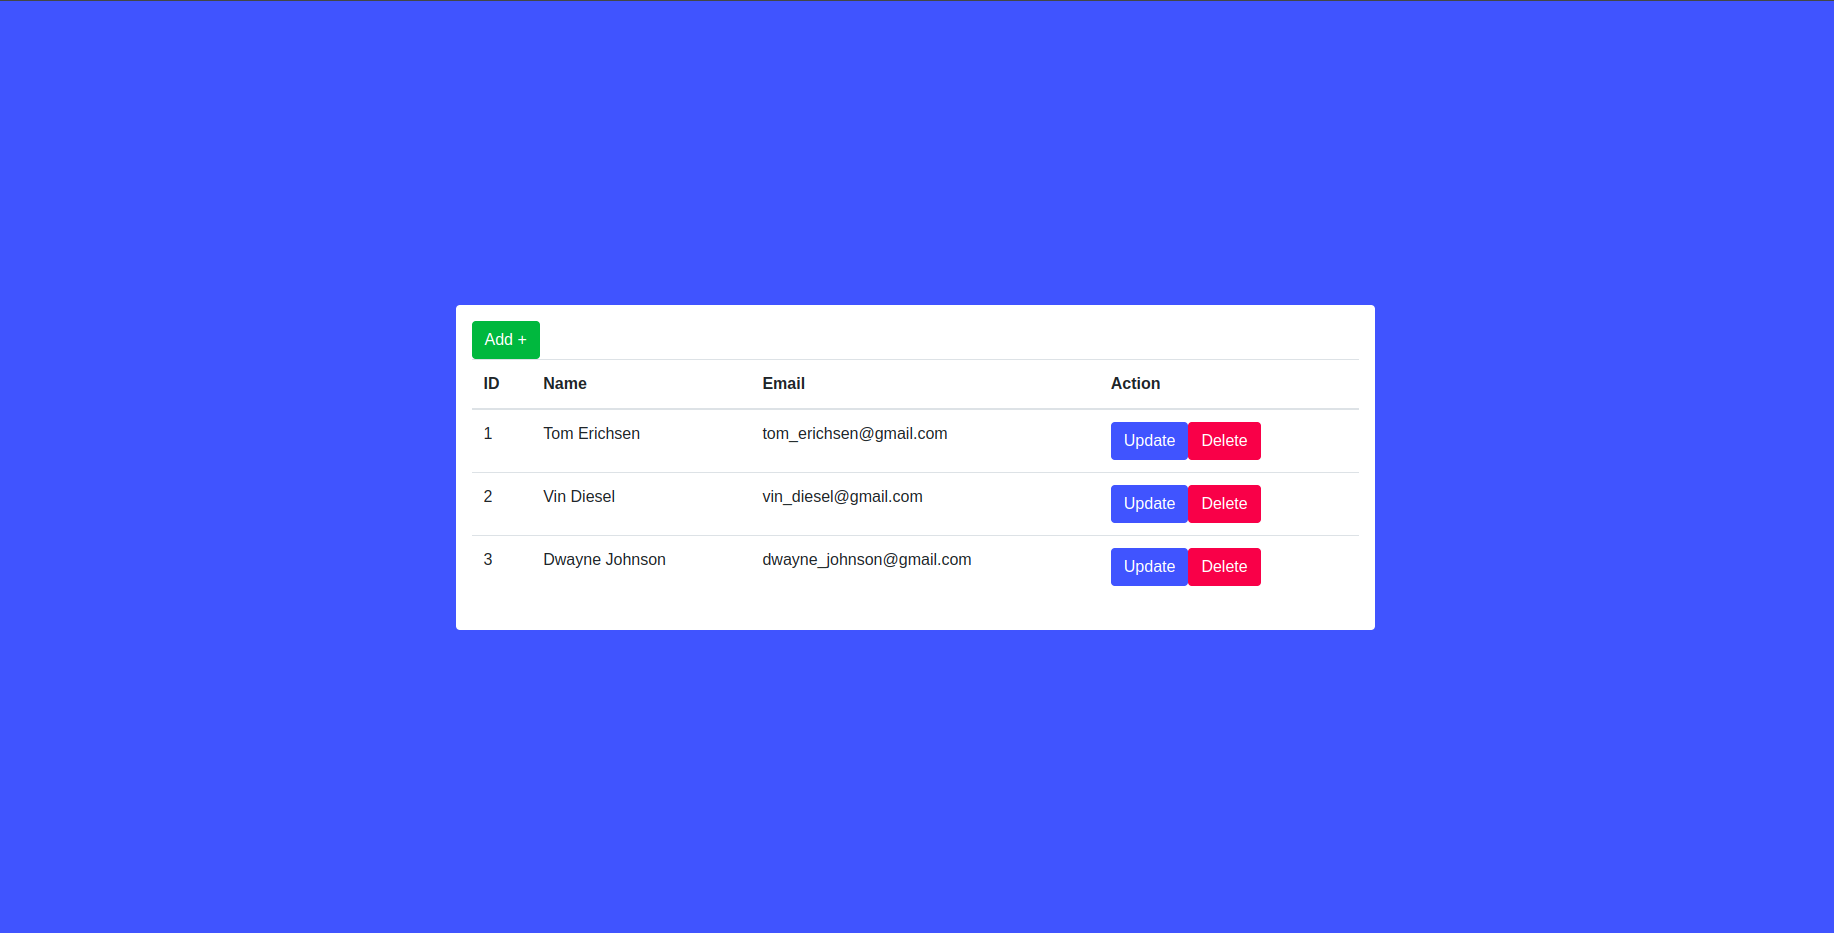 Add +
ID Name Email Action
1 Tom Erichsen tom_erichsen@gmail.com Update Delete
2 Vin Diesel vin_diesel@gmail.com Update Delete
3 Dwayne Johnson dwayne_johnson@gmail.com Update Delete